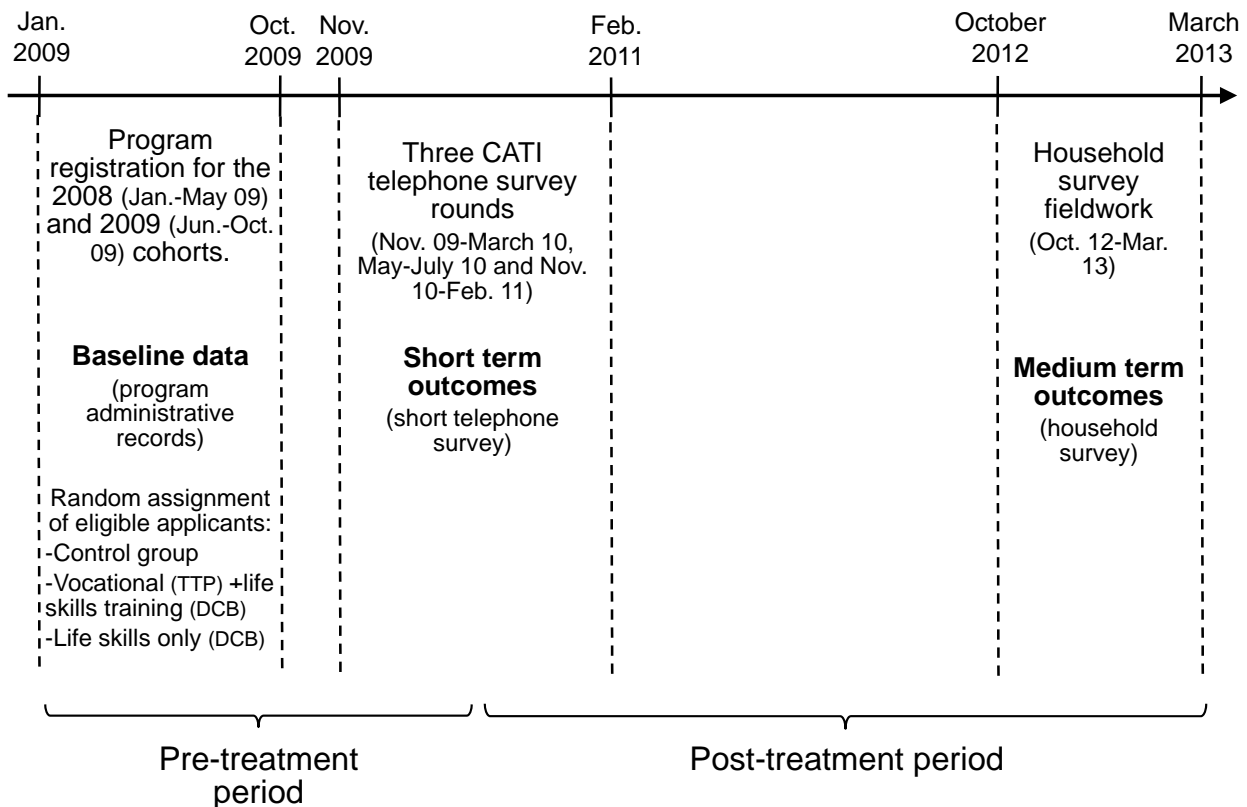 Jan.
2009
Oct.
2009
Nov.
2009
Feb.
2011
October
2012
March
2013
Program
registration for the
2008 (Jan.-May 09)
and 2009 (Jun.-Oct.
09) cohorts.
Baseline data
(program
administrative
records)
Random assignment
of eligible applicants:
-Control group
-Vocational (TTP) +life
skills training (DCB)
-Life skills only (DCB)
Three CATI
telephone survey
rounds
(Nov. 09-March 10,
May-July 10 and Nov.
10-Feb. 11)
Short term
outcomes
(short telephone
survey)
Household
survey
fieldwork
(Oct. 12-Mar.
13)
Medium term
outcomes
(household
survey)
Pre-treatment
period
Post-treatment period